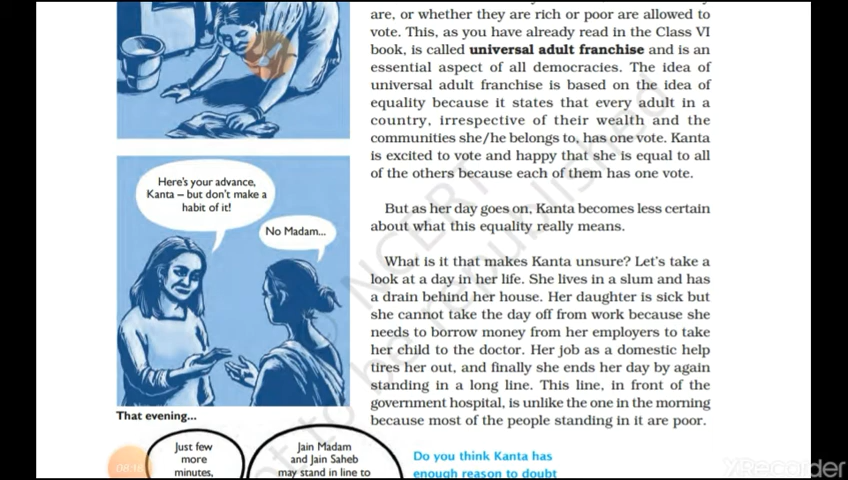 are, or whether they are rich or poor are allowed to
vote. This, as you have already read in the Class VI
book, is called universal adult franchise and is an
essential aspect of all democracies. The idea of
universal adult franchise is based on the idea of
equality because it states that every adult in a
country, irrespective of their wealth and the
communities she/he belongs to, has one vote. Kanta
is excited to vote and happy that she is equal to all
of the others because each of them has one vote.
But as her day goes on, Kanta becomes less certain
about what this equality really means.
What is it that makes Kanta unsure? Let's take a
look at a day in her life. She lives in a slum and has
a drain behind her house. Her daughter is sick but
she cannot take the day off from work because she
needs to borrow money from her employers to take
her child to the doctor. Her job as a domestic help
tires her out, and finally she ends her day by again
standing in a long line. This line, in front of the
government hospital, is unlike the one in the morning
because most of the people standing in it are poor.
Here's your advance,
Kanta – but don't make a
habit of it!
No Madam...
That evening...
Just few
more
minutes,
Jain Madam
and Jain Saheb
may stand in line to
Do you think Kanta has
enough reason to doubt
NCERT
be republished
XRecorder